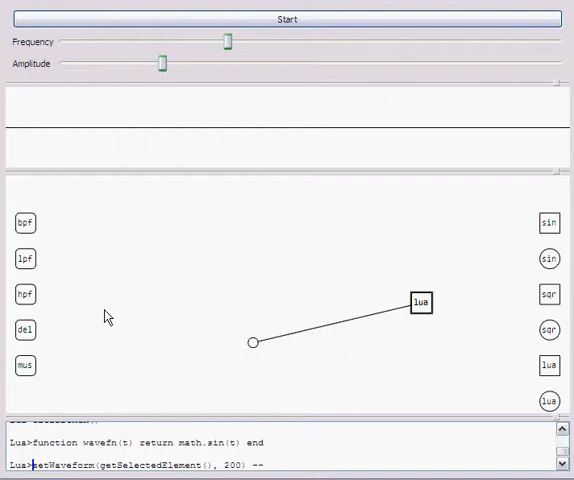 Start
Frequency
Amplitude
bpf
sin
lpf
sin
hpf
sqr
lua
del
sqr
mus
lua
lua
Lua>function wavefn(t) return math.sin(t) end
Lua>setWaveform(getSelectedElement(), 200) --